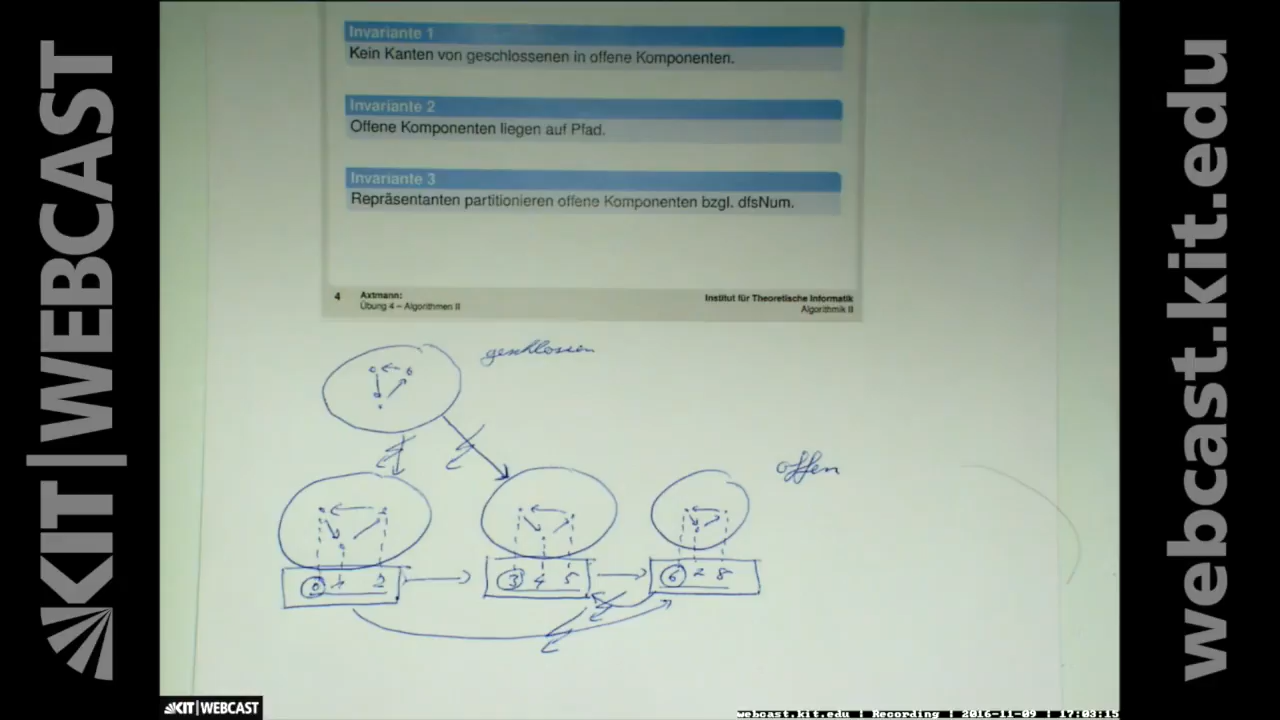 KIT|WEBCAST
Invariante 1
Kein Kanten von geschlossenen in offene Komponenten.
Invariante 2
Offene Komponenten liegen auf Pfad.
Invariante 3
Repräsentanten partitionieren offene Komponenten bzgl. dfsNum.
4 Axtmann: Institut für Theoretische Informatik
Übung 4 – Algorithmen II Algorithmik II
geschlossen
offen
0 1 2
3 4 5
6 7 8
KIT|WEBCAST
webcast.kit.edu | Recording | 2016-11-09 | 17:03:15
webcast.kit.edu